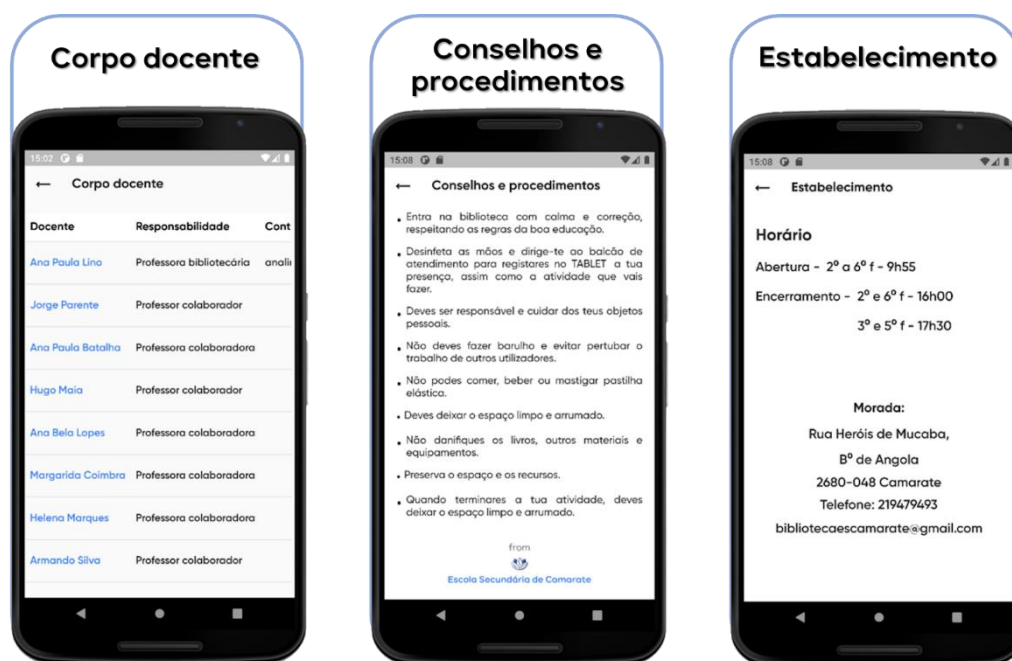 Corpo docente
15:02
← Corpo docente
Docente Responsabilidade Cont
Ana Paula Lino Professora bibliotecária analii
Jorge Parente Professor colaborador
Ana Paula Batalha Professora colaboradora
Hugo Maia Professor colaborador
Ana Bela Lopes Professora colaboradora
Margarida Coimbra Professora colaboradora
Helena Marques Professora colaboradora
Armando Silva Professor colaborador
Conselhos e
procedimentos
15:08
← Conselhos e procedimentos
• Entra na biblioteca com calma e correção,
respeitando as regras da boa educação.
• Desinfeta as mãos e dirige-te ao balcão de
atendimento para registares no TABLET a tua
presença, assim como a atividade que vais
fazer.
• Deves ser responsável e cuidar dos teus objetos
pessoais.
• Não deves fazer barulho e evitar pertubar o
trabalho de outros utilizadores.
• Não podes comer, beber ou mastigar pastilha
elástica.
• Deves deixar o espaço limpo e arrumado.
• Não danifiques os livros, outros materiais e
equipamentos.
• Preserva o espaço e os recursos.
• Quando terminares a tua atividade, deves
deixar o espaço limpo e arrumado.
from
Escola Secundária de Camarate
Estabelecimento
15:08
← Estabelecimento
Horário
Abertura - 2º a 6º f - 9h55
Encerramento - 2º e 6º f - 16h00
3º e 5º f - 17h30
Morada:
Rua Heróis de Mucaba,
Bº de Angola
2680-048 Camarate
Telefone: 219479493
bibliotecaescamarate@gmail.com